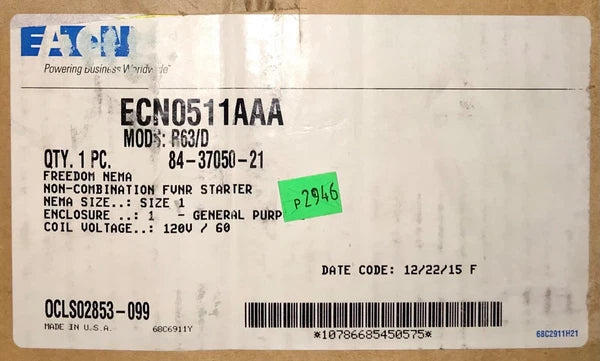 EATON
Powering Business Worldwide
ECN0511AAA
MODS: R63/D
QTY. 1 PC. 84-37050-21
FREEDOM NEMA
NON-COMBINATION FVNR STARTER
NEMA SIZE..: SIZE 1
ENCLOSURE ..: 1 - GENERAL PURP
COIL VOLTAGE..: 120V / 60
P2946
DATE CODE: 12/22/15 F
OCLS02853-099
MADE IN U.S.A. 68C6911Y
*10786685450575*
68C2911H21